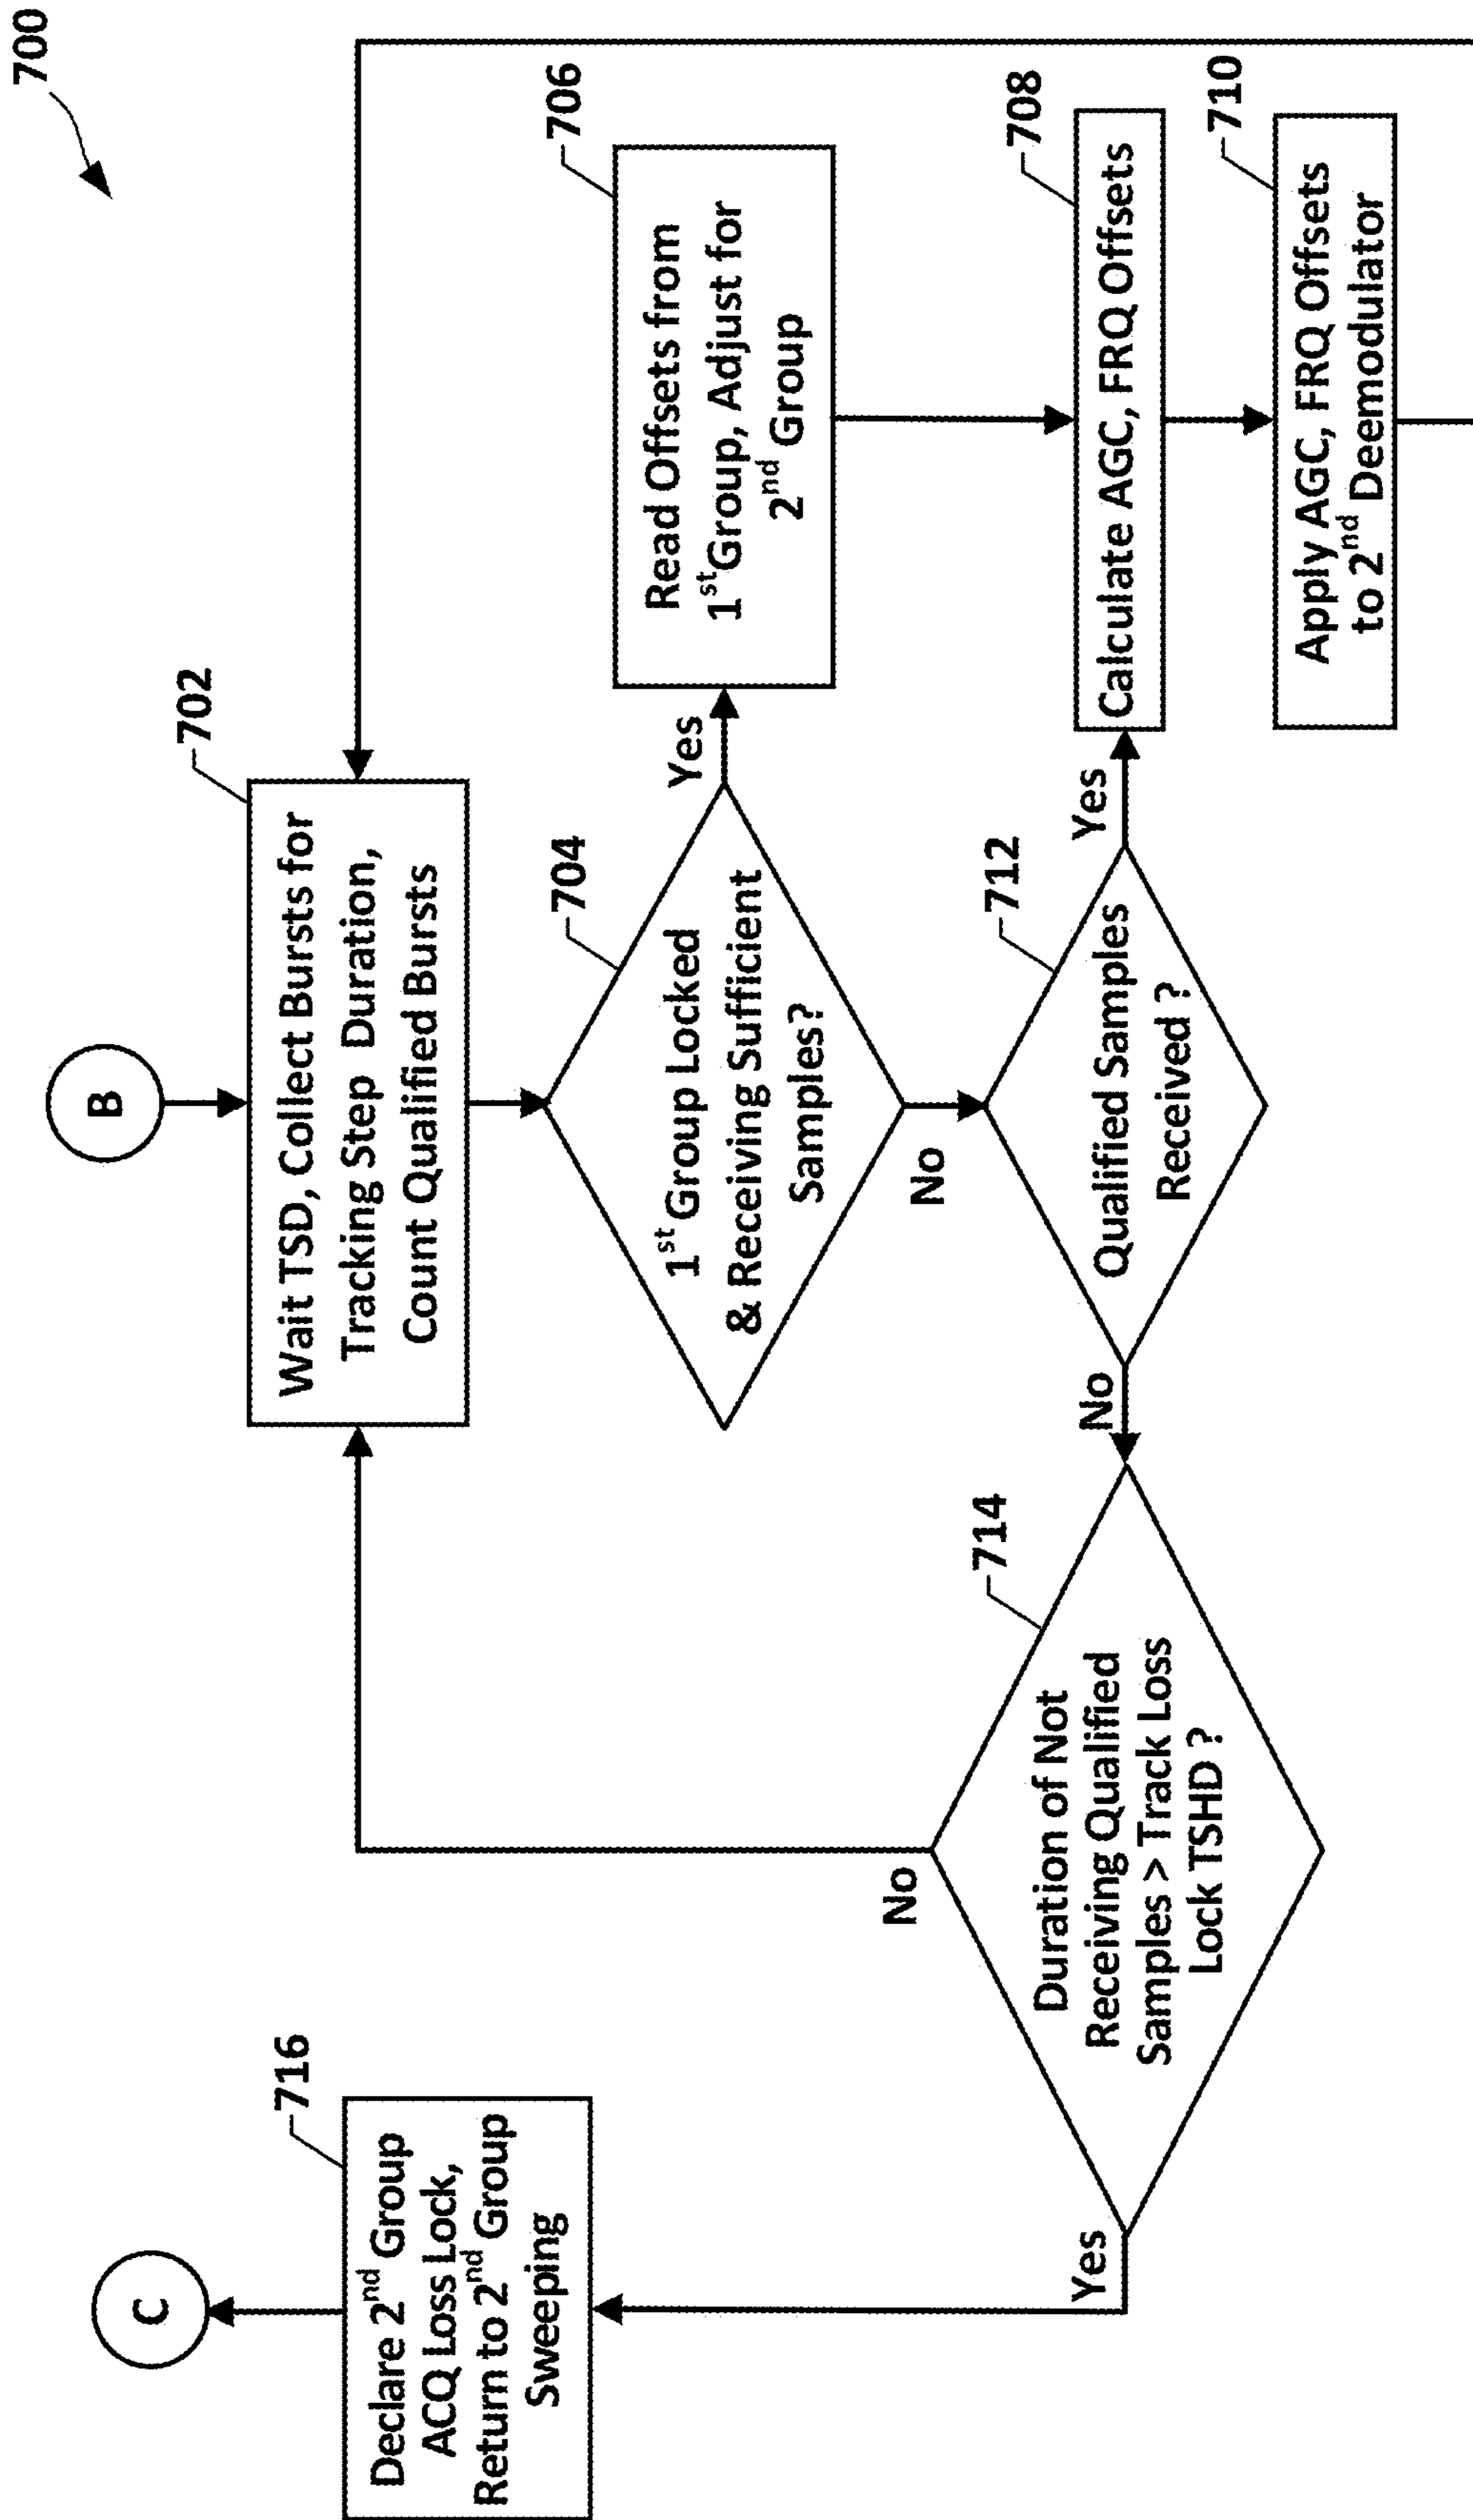 700
B
702
Wait TSD, Collect Bursts for
Tracking Step Duration,
Count Qualified Bursts
704
1st Group Locked
& Receiving Sufficient
Samples?
Yes
No
706
Read Offsets from
1st Group, Adjust for
2nd Group
708
Calculate AGC, FRQ Offsets
710
Apply AGC, FRQ Offsets
to 2nd Deemodulator
712
Qualified Samples
Received ?
Yes
No
714
Duration of Not
Receiving Qualified
Samples > Track Loss
Lock TSHD ?
No
Yes
716
Declare 2nd Group
ACQ Loss Lock,
Return to 2nd Group
Sweeping
C